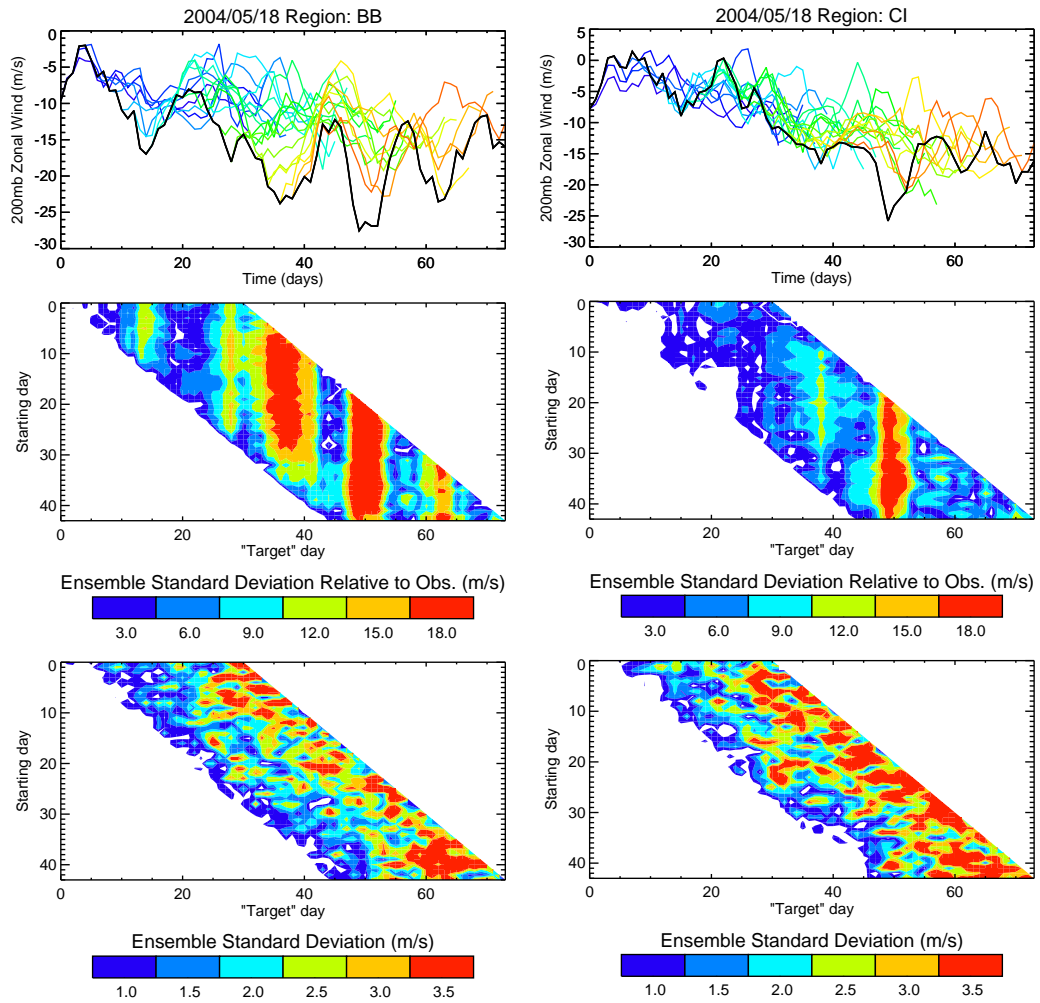 2004/05/18 Region: BB
200mb Zonal Wind (m/s)
0
-5
-10
-15
-20
-25
-30
0 20 40 60
Time (days)
2004/05/18 Region: CI
200mb Zonal Wind (m/s)
5
0
-5
-10
-15
-20
-25
-30
0 20 40 60
Time (days)
Starting day
0
10
20
30
40
0 20 40 60
"Target" day
Starting day
0
10
20
30
40
0 20 40 60
"Target" day
Ensemble Standard Deviation Relative to Obs. (m/s)
3.0 6.0 9.0 12.0 15.0 18.0
Ensemble Standard Deviation Relative to Obs. (m/s)
3.0 6.0 9.0 12.0 15.0 18.0
Starting day
0
10
20
30
40
0 20 40 60
"Target" day
Starting day
0
10
20
30
40
0 20 40 60
"Target" day
Ensemble Standard Deviation (m/s)
1.0 1.5 2.0 2.5 3.0 3.5
Ensemble Standard Deviation (m/s)
1.0 1.5 2.0 2.5 3.0 3.5